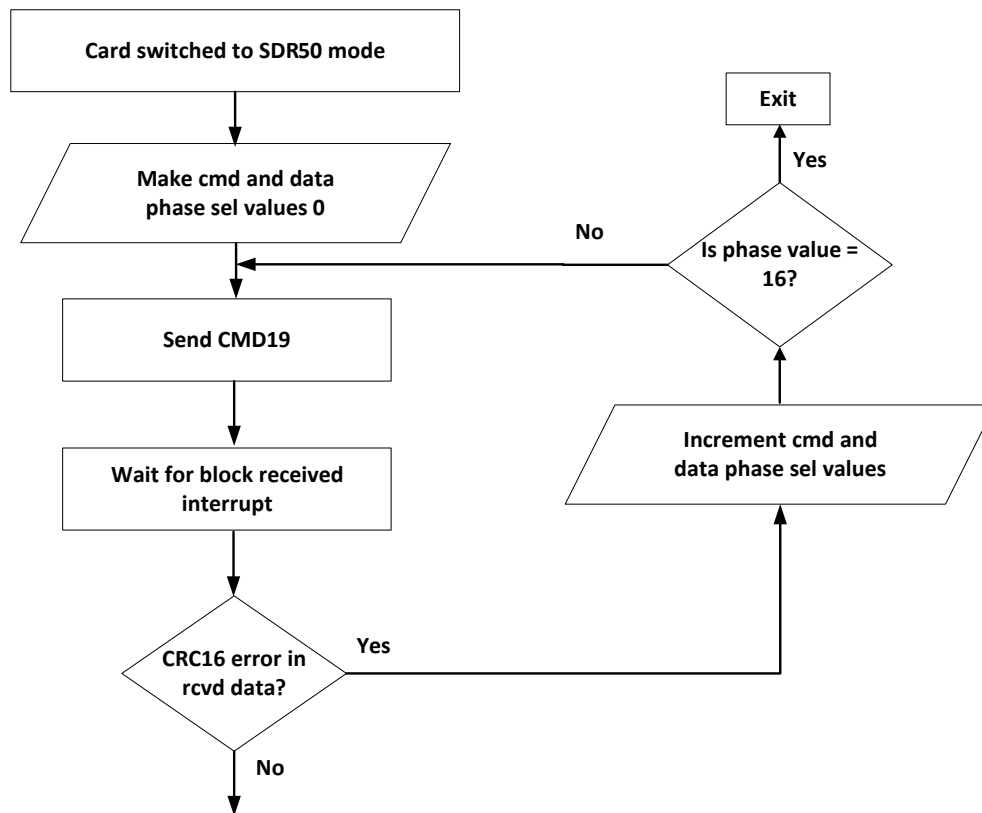 Card switched to SDR50 mode
Make cmd and data
phase sel values 0
Send CMD19
Wait for block received
interrupt
CRC16 error in
rcvd data?
No
Yes
Increment cmd and
data phase sel values
Is phase value =
16?
No
Yes
Exit